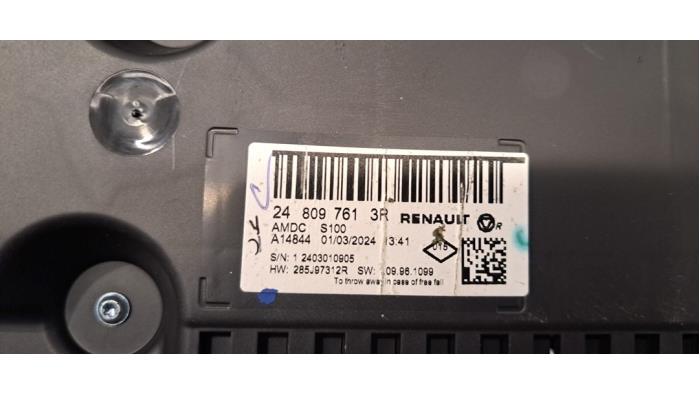 24 809 761 3R RENAULT R
AMDC S100
A14844 01/03/2024 13:41 015
S/N: 1 2403010905
HW: 285J97312R SW: .09.96.1099
To throw away in case of free fall